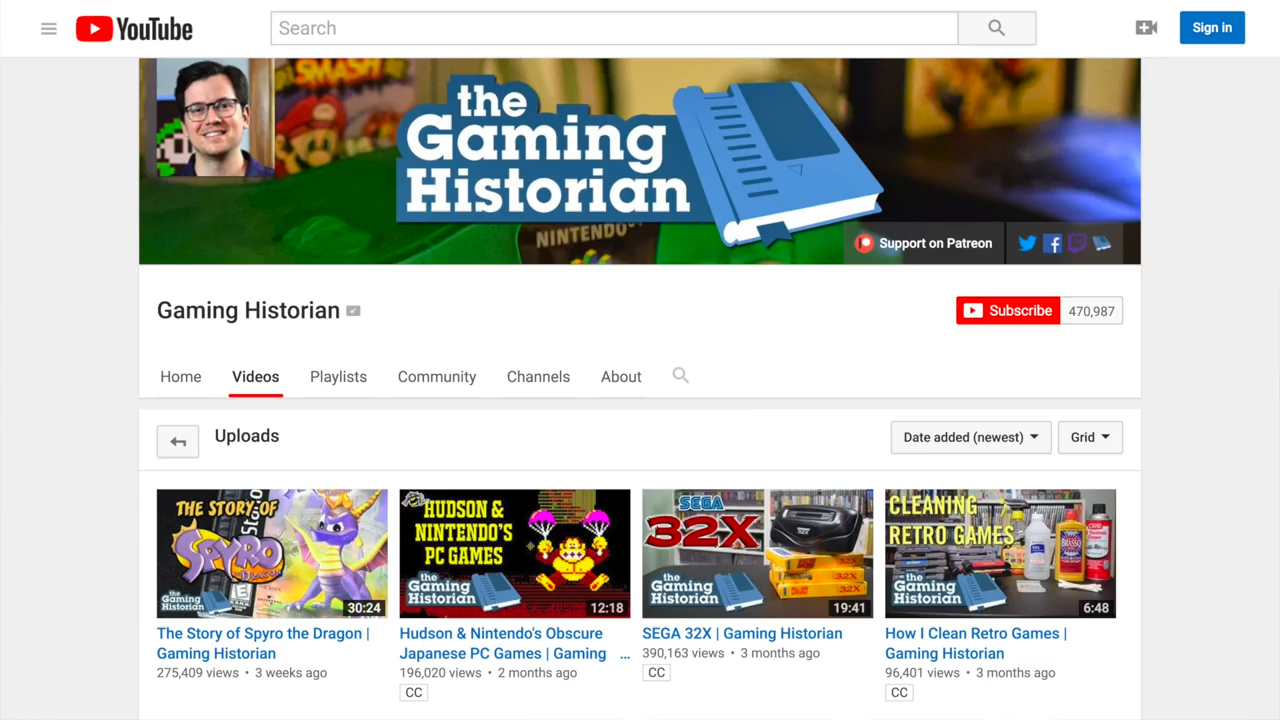 YouTube
Search
Sign in
SMASH
the
Gaming
Historian
NINTENDO
Support on Patreon
Gaming Historian
Subscribe
470,987
Home
Videos
Playlists
Community
Channels
About
Uploads
Date added (newest)
Grid
THE STORY OF
SPYRO
the
Gaming
Historian
30:24
HUDSON &
NINTENDO'S
PC GAMES
the
Gaming
Historian
12:18
SEGA
32X
32X
the
Gaming
Historian
19:41
CLEANING
RETRO GAMES
BRASSO
the
Gaming
Historian
6:48
The Story of Spyro the Dragon |
Gaming Historian
275,409 views • 3 weeks ago
Hudson & Nintendo's Obscure
Japanese PC Games | Gaming ...
196,020 views • 2 months ago
CC
SEGA 32X | Gaming Historian
390,163 views • 3 months ago
CC
How I Clean Retro Games |
Gaming Historian
96,401 views • 3 months ago
CC